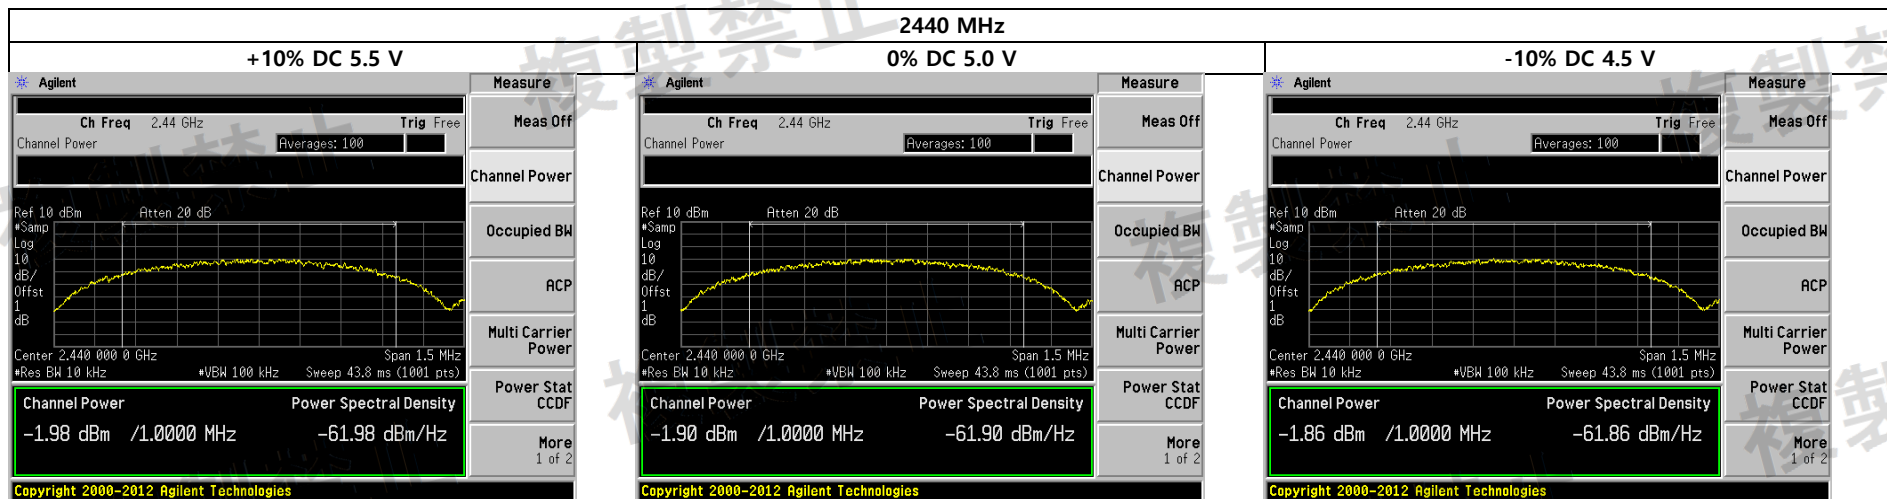 2440 MHz
+10% DC 5.5 V
0% DC 5.0 V
-10% DC 4.5 V
Agilent
Measure
Ch Freq 2.44 GHz Trig Free
Meas Off
Channel Power Averages: 100
Channel Power
Ref 10 dBm Atten 20 dB
#Samp
Occupied BW
Log
10
dB/
ACP
Offst
1
dB
Multi Carrier
Power
Center 2.440 000 0 GHz Span 1.5 MHz
#Res BW 10 kHz #VBW 100 kHz Sweep 43.8 ms (1001 pts)
Power Stat
CCDF
Channel Power Power Spectral Density
-1.98 dBm /1.0000 MHz -61.98 dBm/Hz
More
1 of 2
Copyright 2000-2012 Agilent Technologies
Agilent
Measure
Ch Freq 2.44 GHz Trig Free
Meas Off
Channel Power Averages: 100
Channel Power
Ref 10 dBm Atten 20 dB
#Samp
Occupied BW
Log
10
dB/
ACP
Offst
1
dB
Multi Carrier
Power
Center 2.440 000 0 GHz Span 1.5 MHz
#Res BW 10 kHz #VBW 100 kHz Sweep 43.8 ms (1001 pts)
Power Stat
CCDF
Channel Power Power Spectral Density
-1.90 dBm /1.0000 MHz -61.90 dBm/Hz
More
1 of 2
Copyright 2000-2012 Agilent Technologies
Agilent
Measure
Ch Freq 2.44 GHz Trig Free
Meas Off
Channel Power Averages: 100
Channel Power
Ref 10 dBm Atten 20 dB
#Samp
Occupied BW
Log
10
dB/
ACP
Offst
1
dB
Multi Carrier
Power
Center 2.440 000 0 GHz Span 1.5 MHz
#Res BW 10 kHz #VBW 100 kHz Sweep 43.8 ms (1001 pts)
Power Stat
CCDF
Channel Power Power Spectral Density
-1.86 dBm /1.0000 MHz -61.86 dBm/Hz
More
1 of 2
Copyright 2000-2012 Agilent Technologies
複製禁止